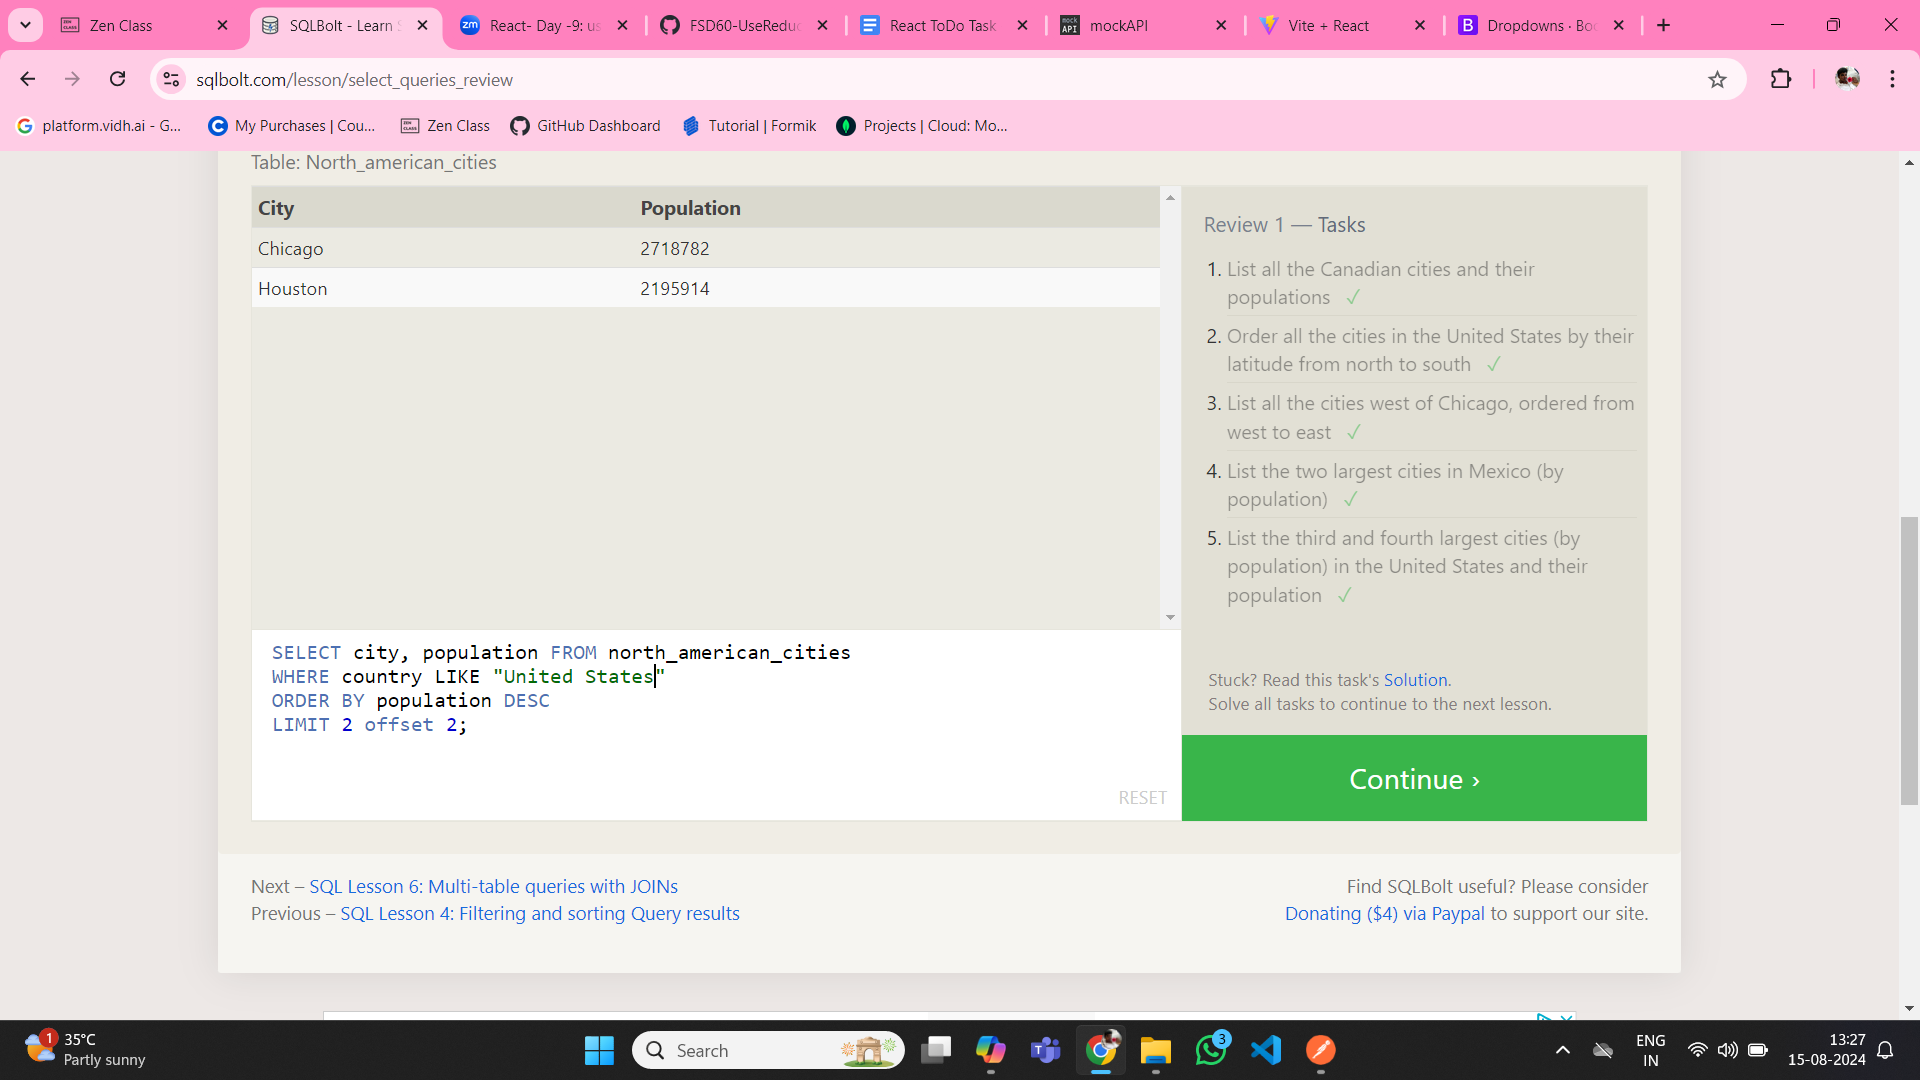 Zen Class
SQLBolt - Learn S
React- Day -9: us
FSD60-UseReduc
React ToDo Task
mockAPI
Vite + React
Dropdowns · Boo
sqlbolt.com/lesson/select_queries_review
platform.vidh.ai - G...
My Purchases | Cou...
Zen Class
GitHub Dashboard
Tutorial | Formik
Projects | Cloud: Mo...
Table: North_american_cities
City Population
Chicago 2718782
Houston 2195914
Review 1 — Tasks
1. List all the Canadian cities and their
populations ✓
2. Order all the cities in the United States by their
latitude from north to south ✓
3. List all the cities west of Chicago, ordered from
west to east ✓
4. List the two largest cities in Mexico (by
population) ✓
5. List the third and fourth largest cities (by
population) in the United States and their
population ✓
SELECT city, population FROM north_american_cities
WHERE country LIKE "United States"
ORDER BY population DESC
LIMIT 2 offset 2;
RESET
Stuck? Read this task's Solution.
Solve all tasks to continue to the next lesson.
Continue ›
Next – SQL Lesson 6: Multi-table queries with JOINs
Previous – SQL Lesson 4: Filtering and sorting Query results
Find SQLBolt useful? Please consider
Donating ($4) via Paypal to support our site.
1
35°C
Partly sunny
Search
3
ENG
IN
13:27
15-08-2024